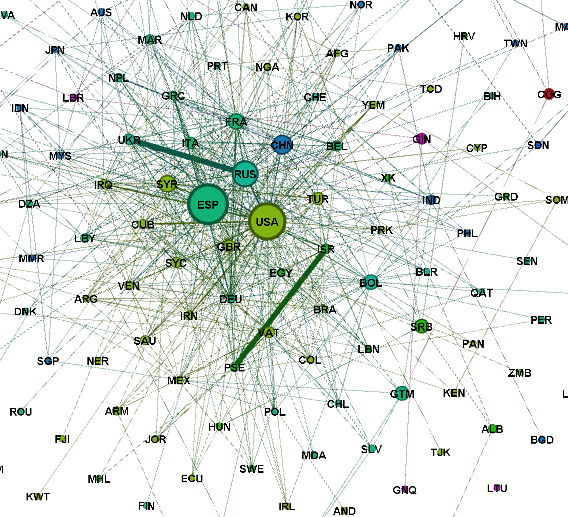 VA
AUS
NLD
CAN
KOR
NOR
MA
JPN
MAR
HRV
AFG
PAK
TWN
NPL
PRT
NGA
LBR
GRC
CHE
YEM
TCD
BIH
COG
IDN
FRA
UKR
ITA
CHN
BEL
GIN
CYP
SDN
N
MYS
RUS
XK
IRQ
SYR
TUR
IND
GRD
SOM
DZA
ESP
USA
CUB
PRK
PHL
LBY
GBR
ISR
MMR
SYC
EGY
BLR
SEN
VEN
BOL
QAT
ARG
DEU
DNK
IRN
BRA
PER
SAU
VAT
SRB
LBN
PAN
SGP
NER
PSE
COL
ZMB
MEX
GTM
KEN
L
ROU
ARM
POL
CHL
HUN
ALB
FJI
JOR
BGD
MDA
SLV
TJK
SWE
MHL
ECU
GNQ
LTU
KWT
FIN
IRL
AND